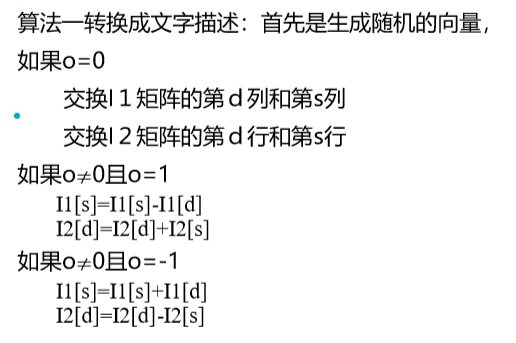 算法一转换成文字描述：首先是生成随机的向量，
如果o=0
交换I１矩阵的第ｄ列和第s列
交换I２矩阵的第ｄ行和第s行
如果o≠0且o=1
I1[s]=I1[s]-I1[d]
I2[d]=I2[d]+I2[s]
如果o≠0且o=-1
I1[s]=I1[s]+I1[d]
I2[d]=I2[d]-I2[s]